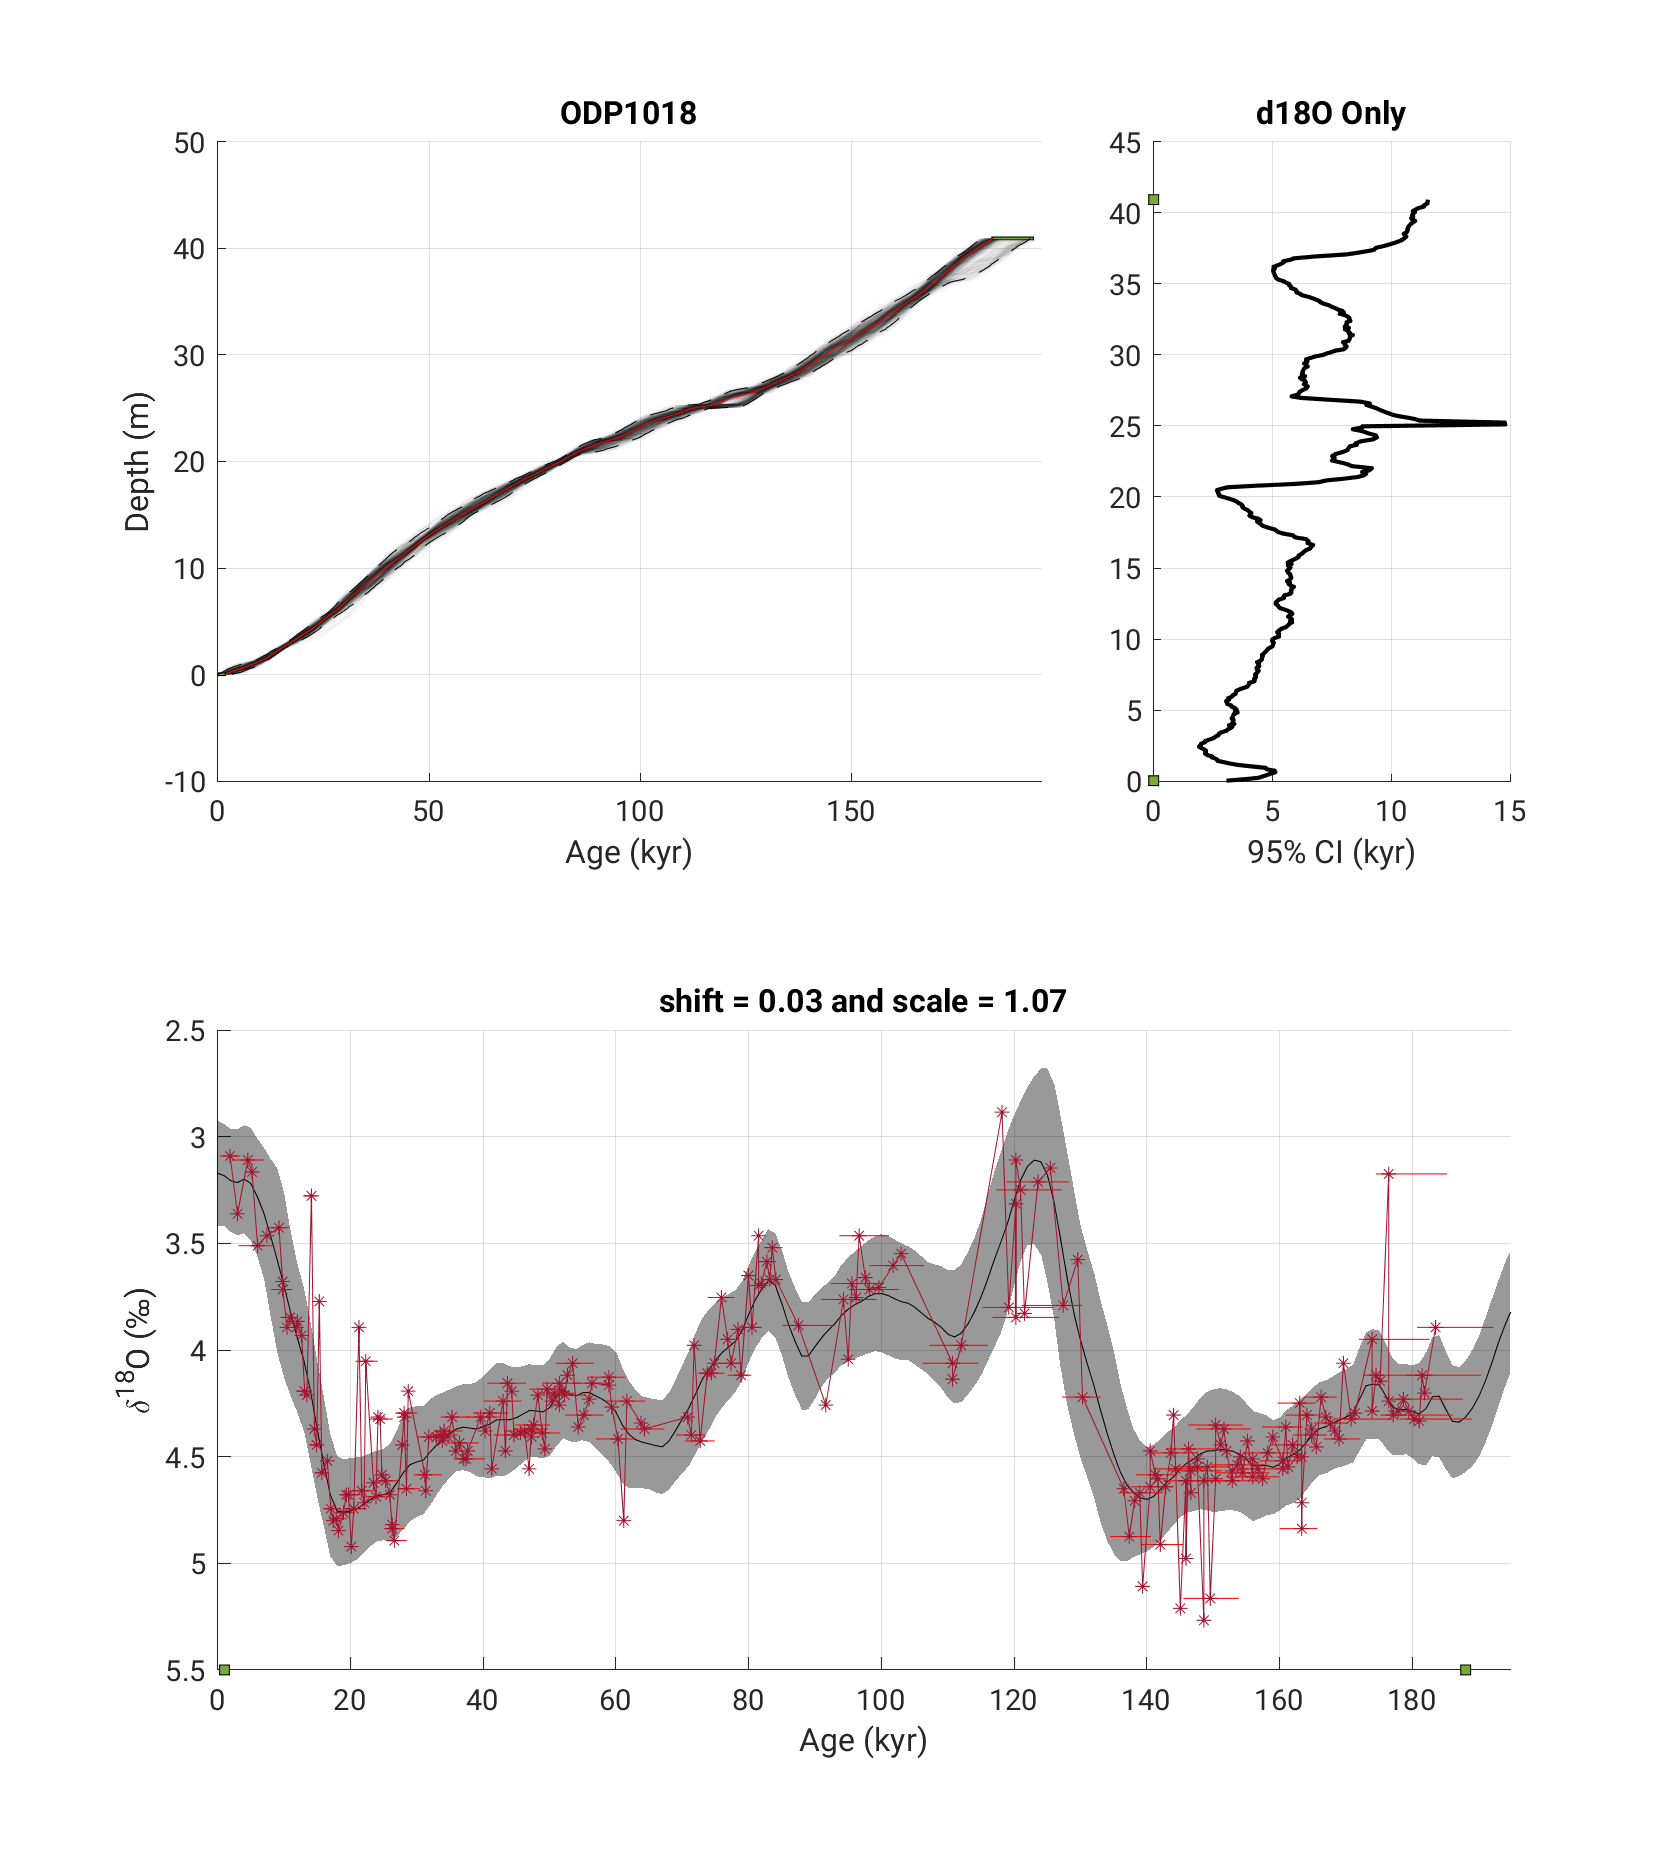 ODP1018
50
40
30
20
10
0
-10
Depth (m)
0 50 100 150
Age (kyr)
d18O Only
45
40
35
30
25
20
15
10
5
0
0 5 10 15
95% CI (kyr)
shift = 0.03 and scale = 1.07
2.5
3
3.5
4
4.5
5
5.5
δ¹⁸O (‰)
0 20 40 60 80 100 120 140 160 180
Age (kyr)